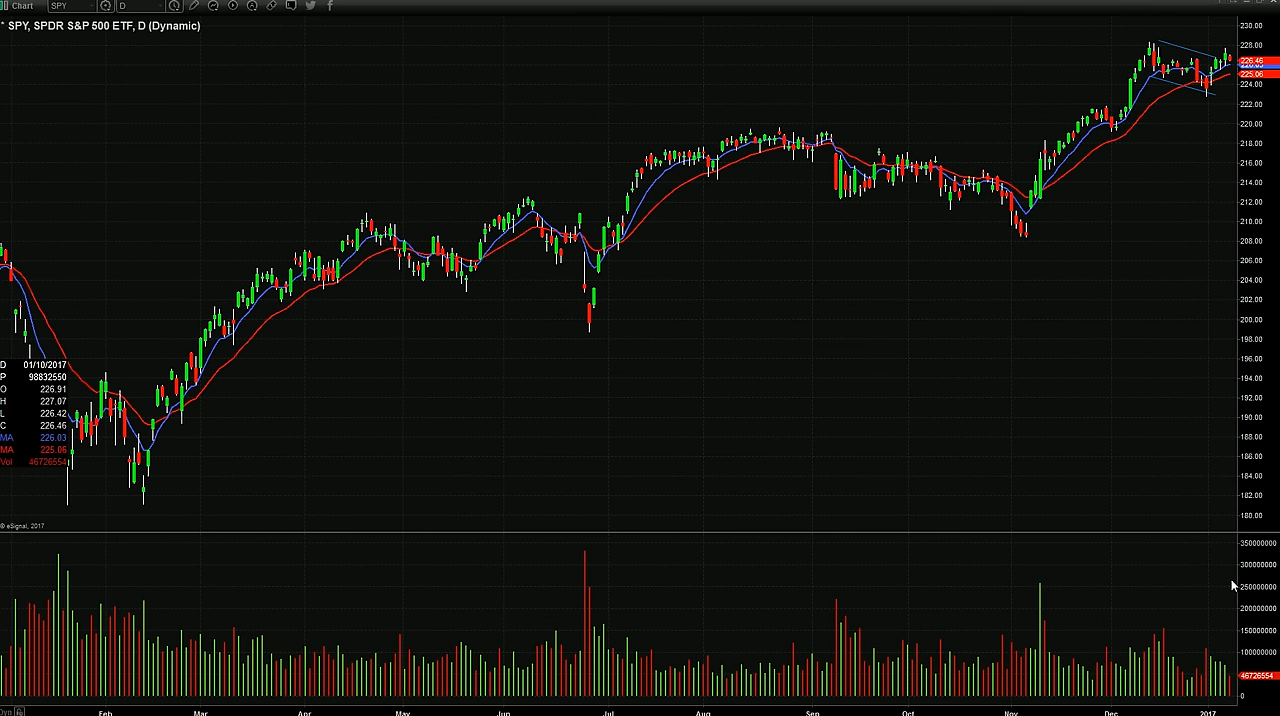 Chart SPY D
* SPY, SPDR S&P 500 ETF, D (Dynamic)
230.00
228.00
226.46
225.06
224.00
222.00
220.00
218.00
216.00
214.00
212.00
210.00
208.00
206.00
204.00
202.00
200.00
198.00
196.00
194.00
192.00
190.00
188.00
186.00
184.00
182.00
180.00
D 01/10/2017
P 98832550
O 226.91
H 227.07
L 226.42
C 226.46
MA 226.03
MA 225.06
Vol 46726554
© eSignal, 2017
350000000
300000000
250000000
200000000
150000000
100000000
46726554
0
Dyn
Feb Mar Apr May Jun Jul Aug Sep Oct Nov Dec 2017